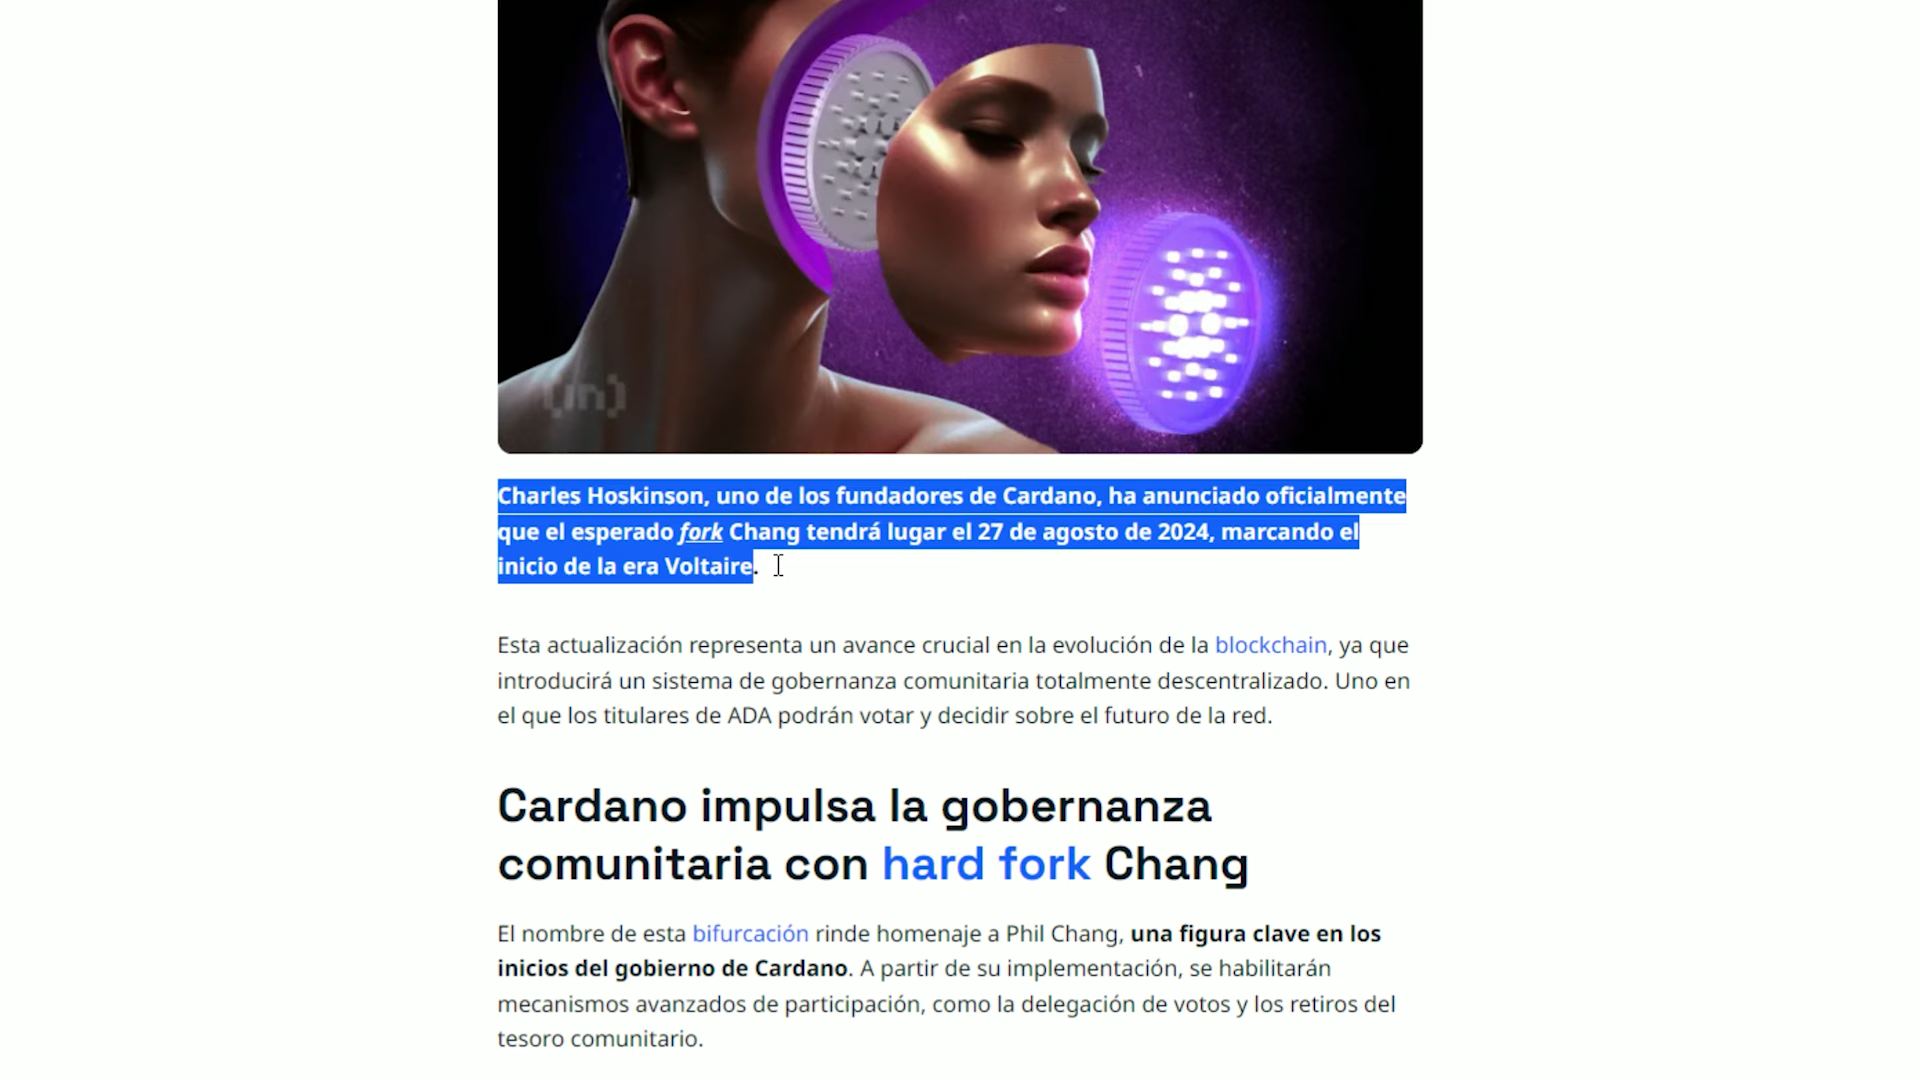 (in)
Charles Hoskinson, uno de los fundadores de Cardano, ha anunciado oficialmente
que el esperado fork Chang tendrá lugar el 27 de agosto de 2024, marcando el
inicio de la era Voltaire.
Esta actualización representa un avance crucial en la evolución de la blockchain, ya que
introducirá un sistema de gobernanza comunitaria totalmente descentralizado. Uno en
el que los titulares de ADA podrán votar y decidir sobre el futuro de la red.
Cardano impulsa la gobernanza
comunitaria con hard fork Chang
El nombre de esta bifurcación rinde homenaje a Phil Chang, una figura clave en los
inicios del gobierno de Cardano. A partir de su implementación, se habilitarán
mecanismos avanzados de participación, como la delegación de votos y los retiros del
tesoro comunitario.